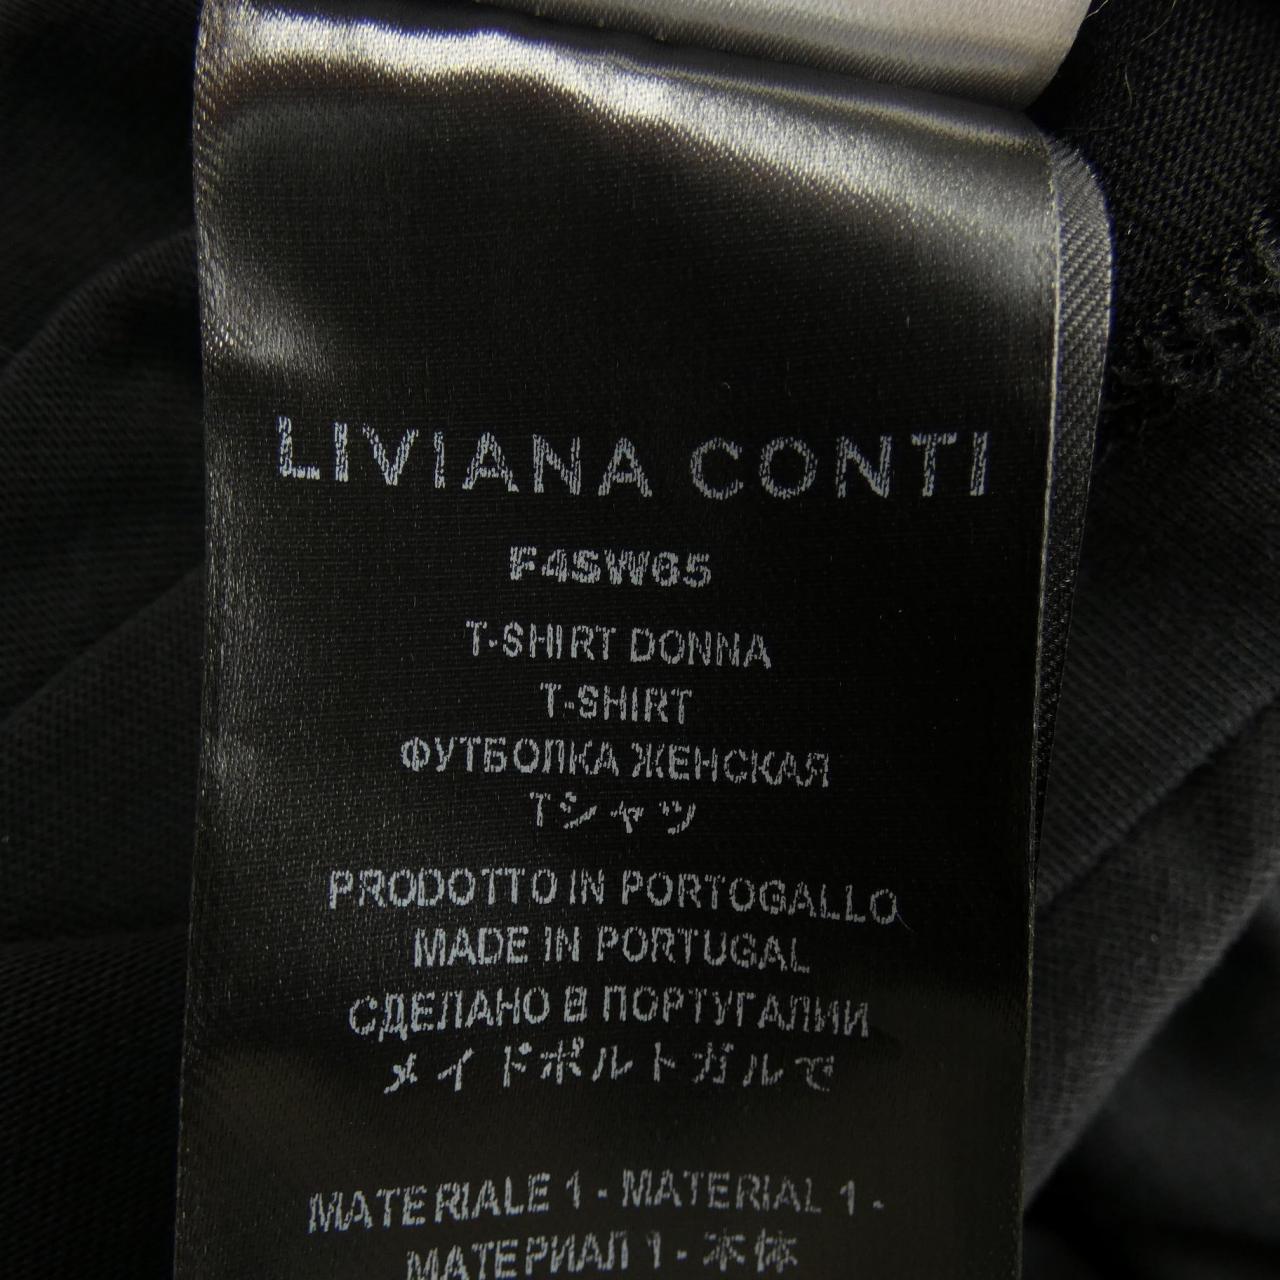 LIVIANA CONTI
F4SW65
T-SHIRT DONNA
T-SHIRT
ФУТБОЛКА ЖЕНСКАЯ
Tシャツ
PRODOTTO IN PORTOGALLO
MADE IN PORTUGAL
СДЕЛАНО В ПОРТУГАЛИИ
メイドポルトガルで
MATERIALE 1 - MATERIAL 1 -
МАТЕРИАЛ 1 - 本体